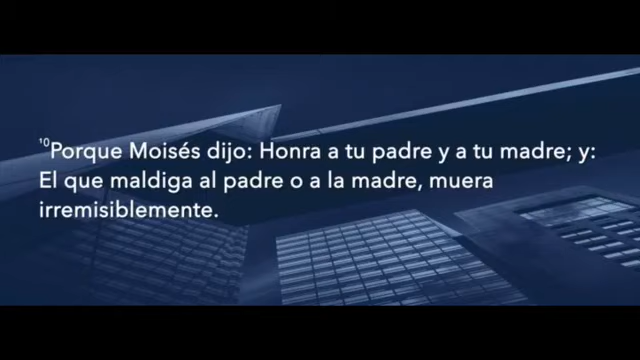 ¹⁰Porque Moisés dijo: Honra a tu padre y a tu madre; y:
El que maldiga al padre o a la madre, muera
irremisiblemente.